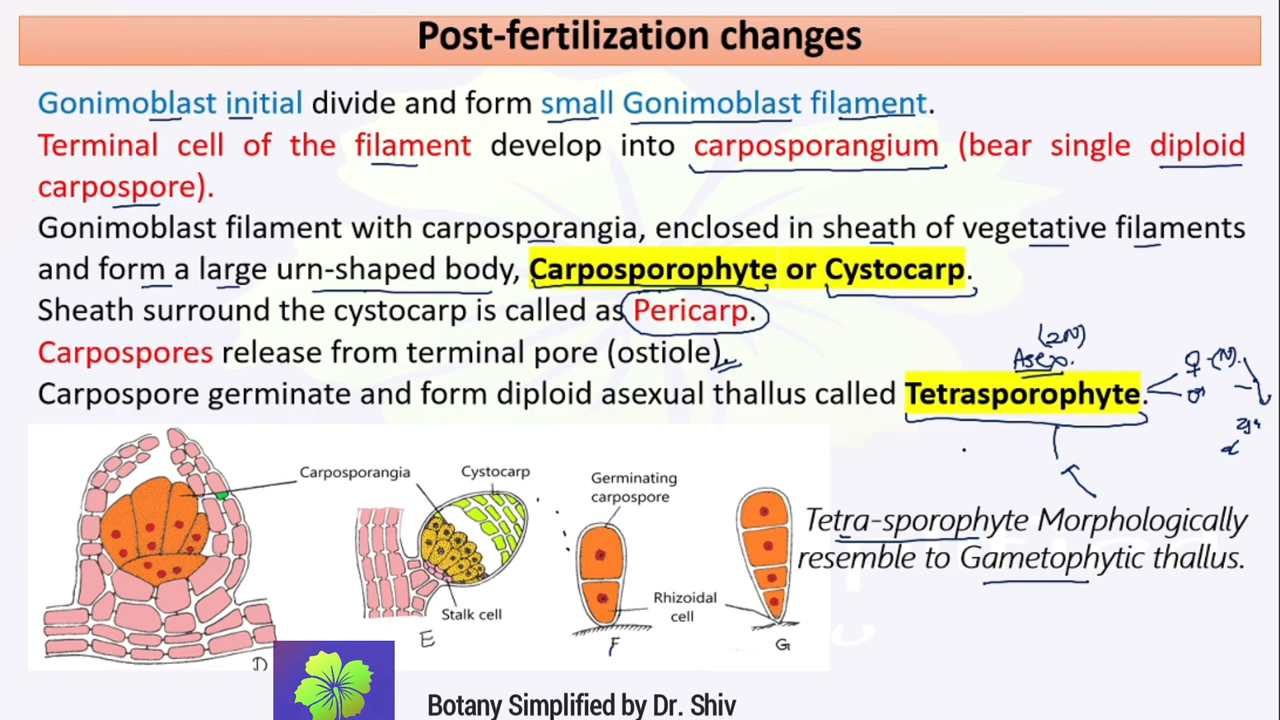 Post-fertilization changes
Gonimoblast initial divide and form small Gonimoblast filament.
Terminal cell of the filament develop into carposporangium (bear single diploid
carpospore).
Gonimoblast filament with carposporangia, enclosed in sheath of vegetative filaments
and form a large urn-shaped body, Carposporophyte or Cystocarp.
Sheath surround the cystocarp is called as Pericarp.
(2N)
Carpospores release from terminal pore (ostiole).
Asex.
♀-(N)
Carpospore germinate and form diploid asexual thallus called Tetrasporophyte.
♂
Carposporangia
Cystocarp
Germinating
carpospore
Tetra-sporophyte Morphologically
resemble to Gametophytic thallus.
Rhizoidal
cell
Stalk cell
D
E
F
G
Botany Simplified by Dr. Shiv